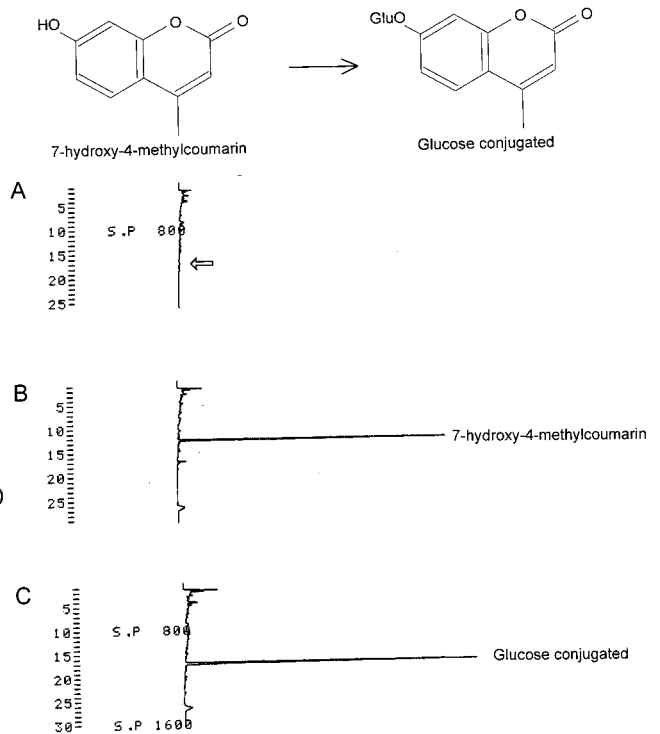 HO O O
GluO O O
7-hydroxy-4-methylcoumarin
Glucose conjugated
A
5
10 S.P 800
15
20
25
B
5
10
7-hydroxy-4-methylcoumarin
15
20
25
C
5
10 S.P 800
15
Glucose conjugated
20
25
30 S.P 1600